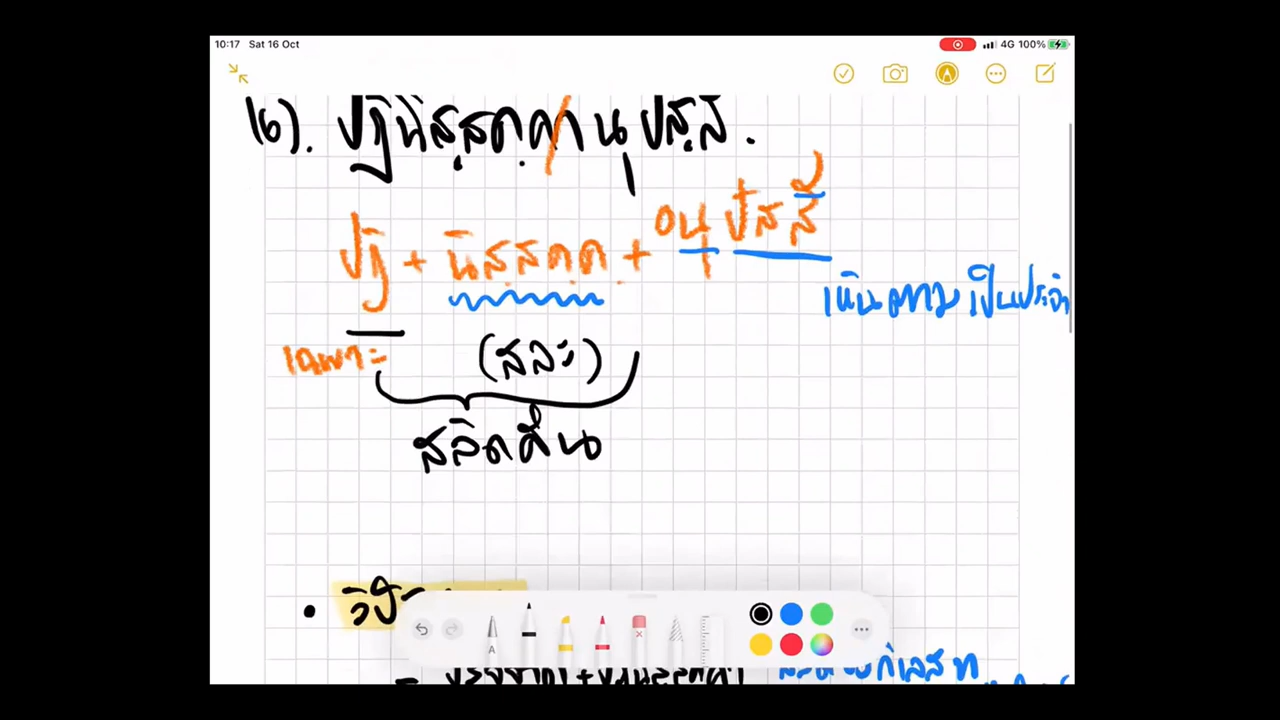 10:17 Sat 16 Oct 4G 100%
๑๖). ปฏินิสฺสคฺคานุปสฺสี.
ปฏิ + นิสฺสคฺค + อนุปสฺสี
เห็นตามเป็นประจำ
เฉพาะ (สละ)
สลัดคืน